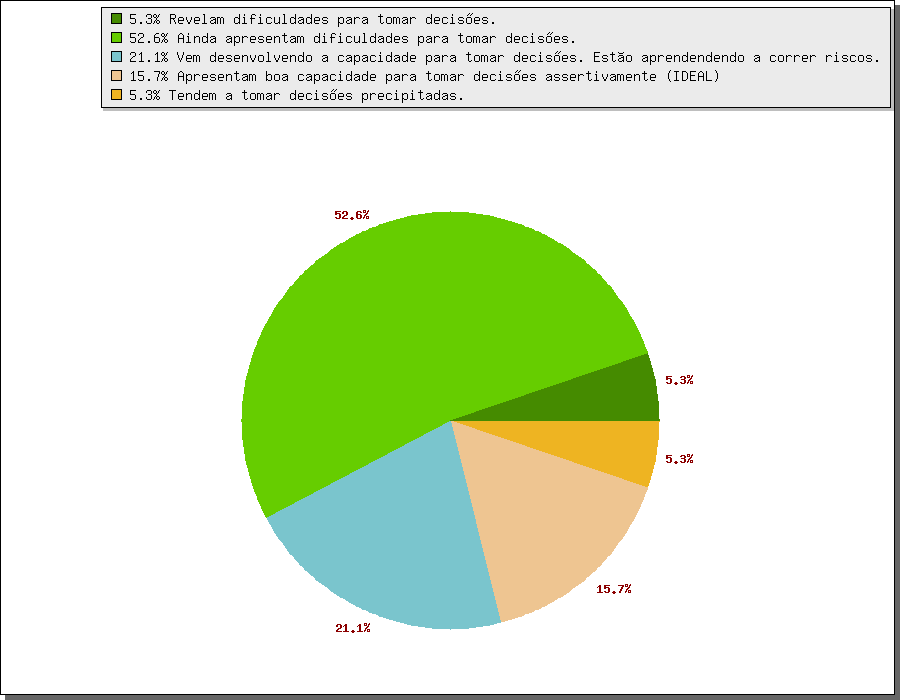 5.3% Revelam dificuldades para tomar decisões.
52.6% Ainda apresentam dificuldades para tomar decisões.
21.1% Vem desenvolvendo a capacidade para tomar decisões. Estão aprendendendo a correr riscos.
15.7% Apresentam boa capacidade para tomar decisões assertivamente (IDEAL)
5.3% Tendem a tomar decisões precipitadas.
52.6%
5.3%
5.3%
15.7%
21.1%